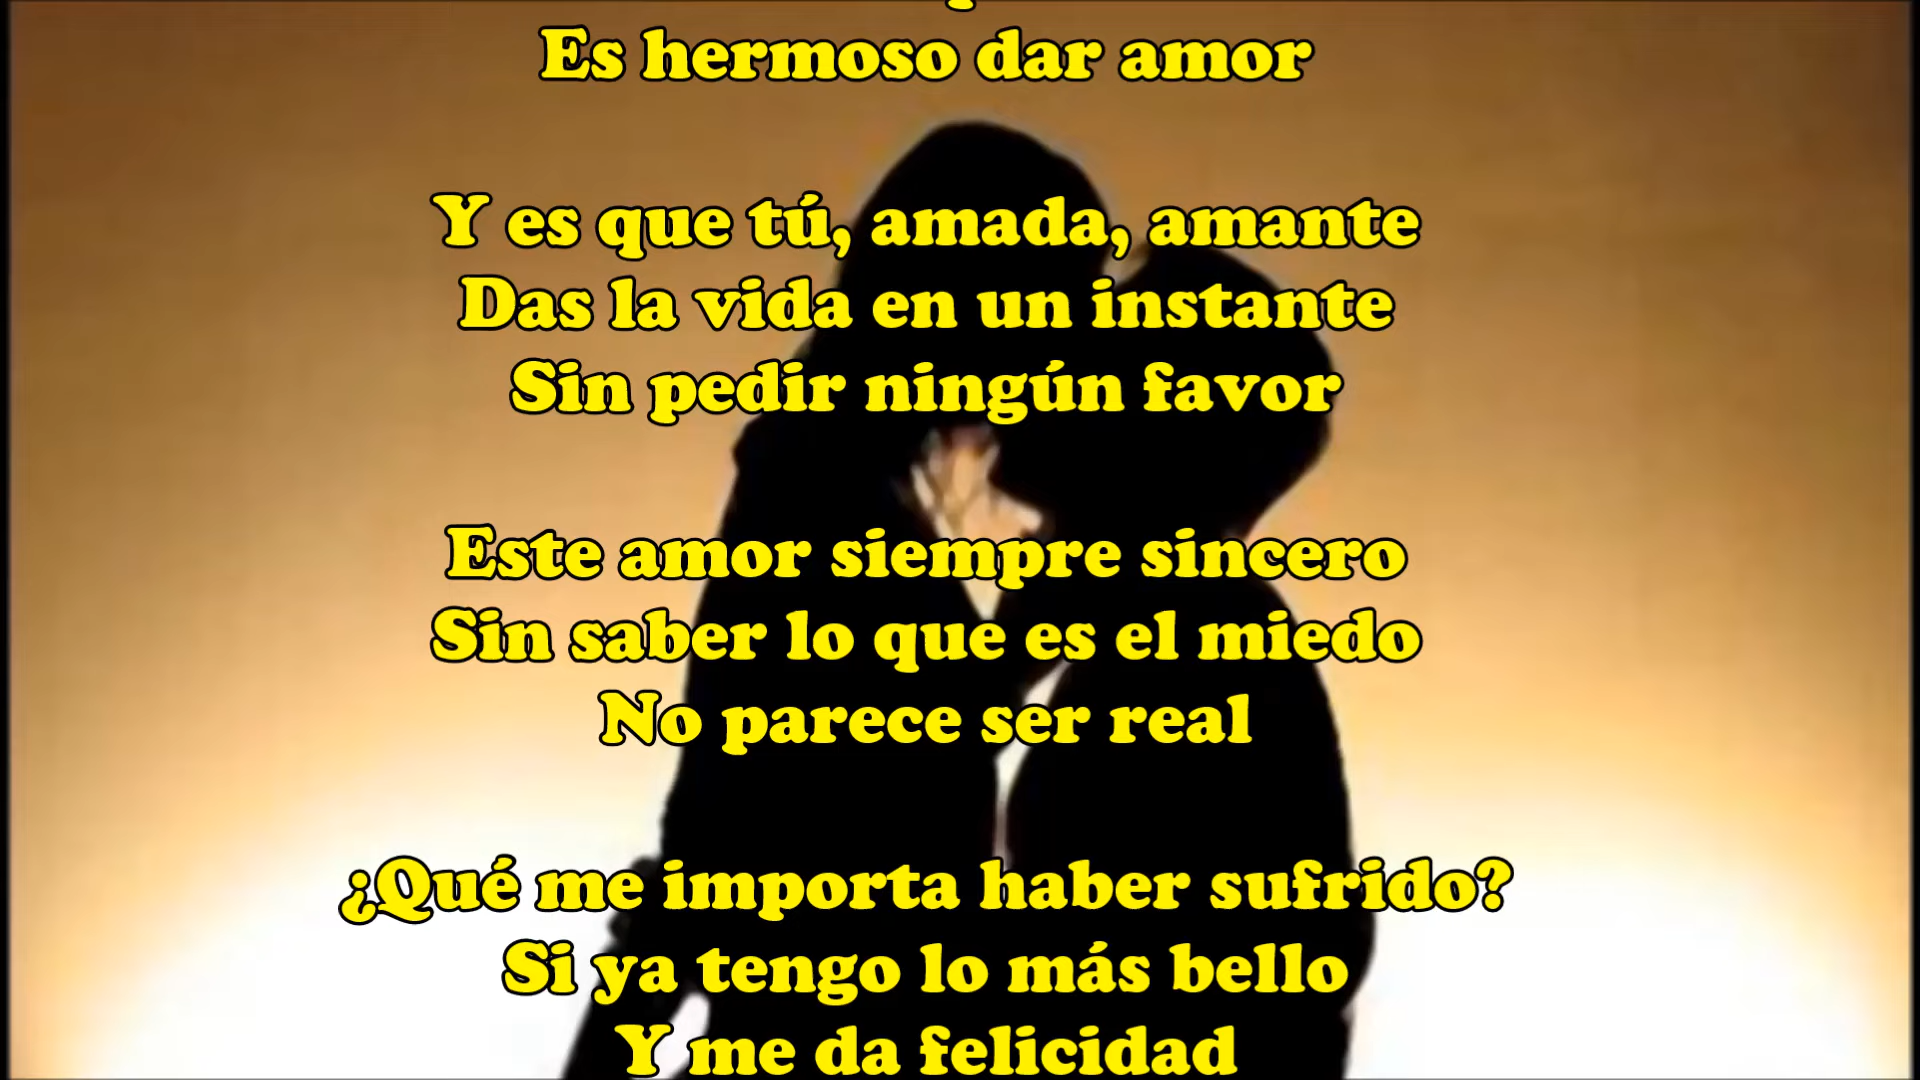 Es hermoso dar amor
Y es que tú, amada, amante
Das la vida en un instante
Sin pedir ningún favor
Este amor siempre sincero
Sin saber lo que es el miedo
No parece ser real
¿Qué me importa haber sufrido?
Si ya tengo lo más bello
Y me da felicidad